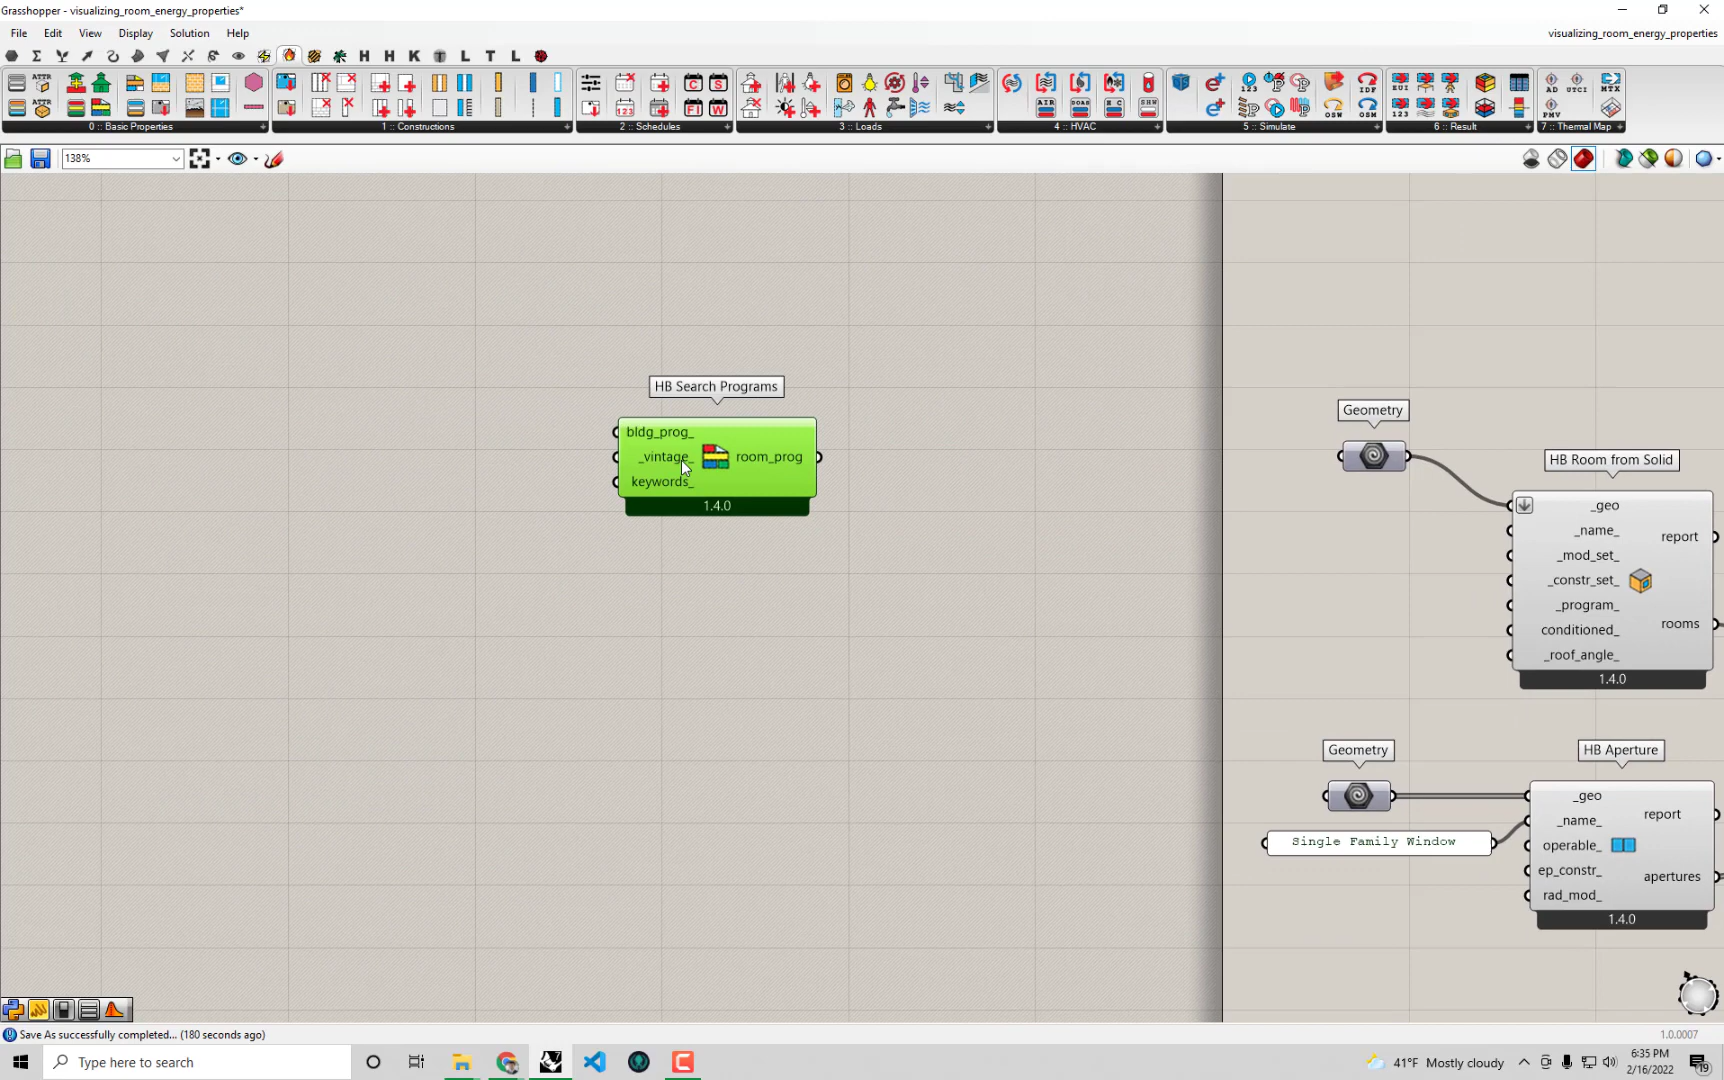 Grasshopper - visualizing_room_energy_properties*
File Edit View Display Solution Help
visualizing_room_energy_properties
0 :: Basic Properties
1 :: Constructions
2 :: Schedules
3 :: Loads
4 :: HVAC
5 :: Simulate
6 :: Result
7 :: Thermal Map
138%
HB Search Programs
bldg_prog_
_vintage_
keywords_
room_prog
1.4.0
Geometry
HB Room from Solid
_geo
_name_
_mod_set_
_constr_set_
_program_
conditioned_
_roof_angle_
report
rooms
1.4.0
Geometry
Single Family Window
HB Aperture
_geo
_name_
operable_
ep_constr_
rad_mod_
report
apertures
1.4.0
Save As successfully completed... (180 seconds ago)
1.0.0007
Type here to search
41°F Mostly cloudy
6:35 PM
2/16/2022
19